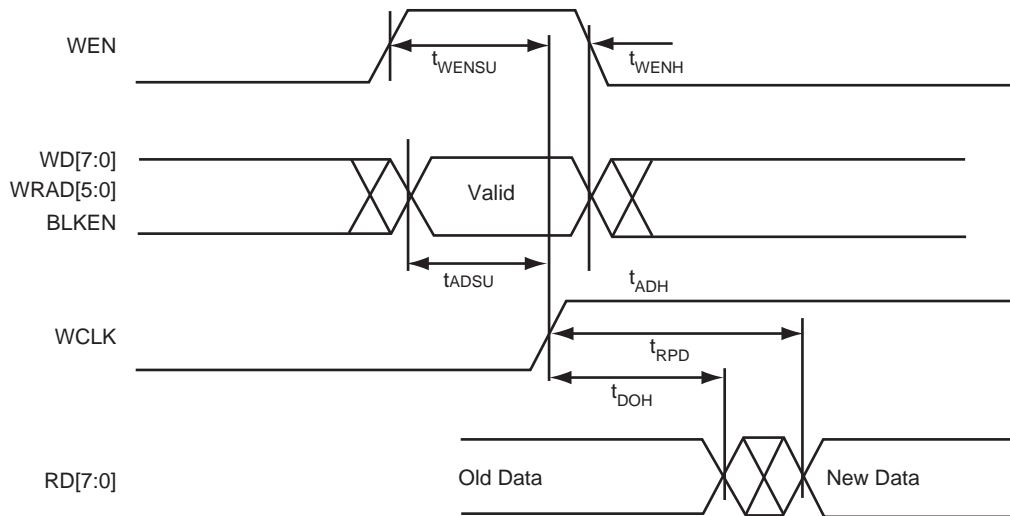 WEN
tWENSU
tWENH
WD[7:0]
WRAD[5:0]
BLKEN
Valid
tADSU
tADH
WCLK
tRPD
tDOH
RD[7:0]
Old Data
New Data